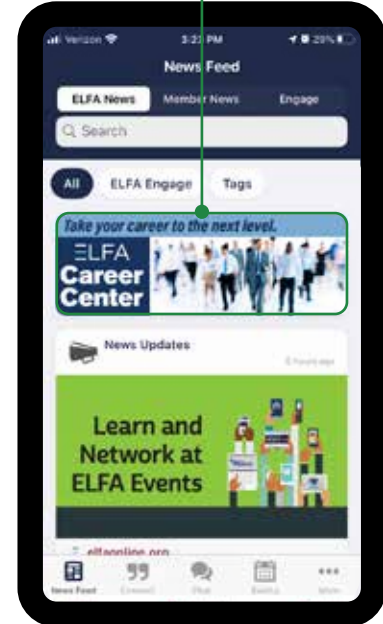 Verizon 3:23 PM 29%
News Feed
ELFA News Member News Engage
Search
All ELFA Engage Tags
Take your career to the next level.
ELFA
Career
Center
News Updates
hours ago
Learn and
Network at
ELFA Events
elfaonline.org
News Feed Connect Chat Events More